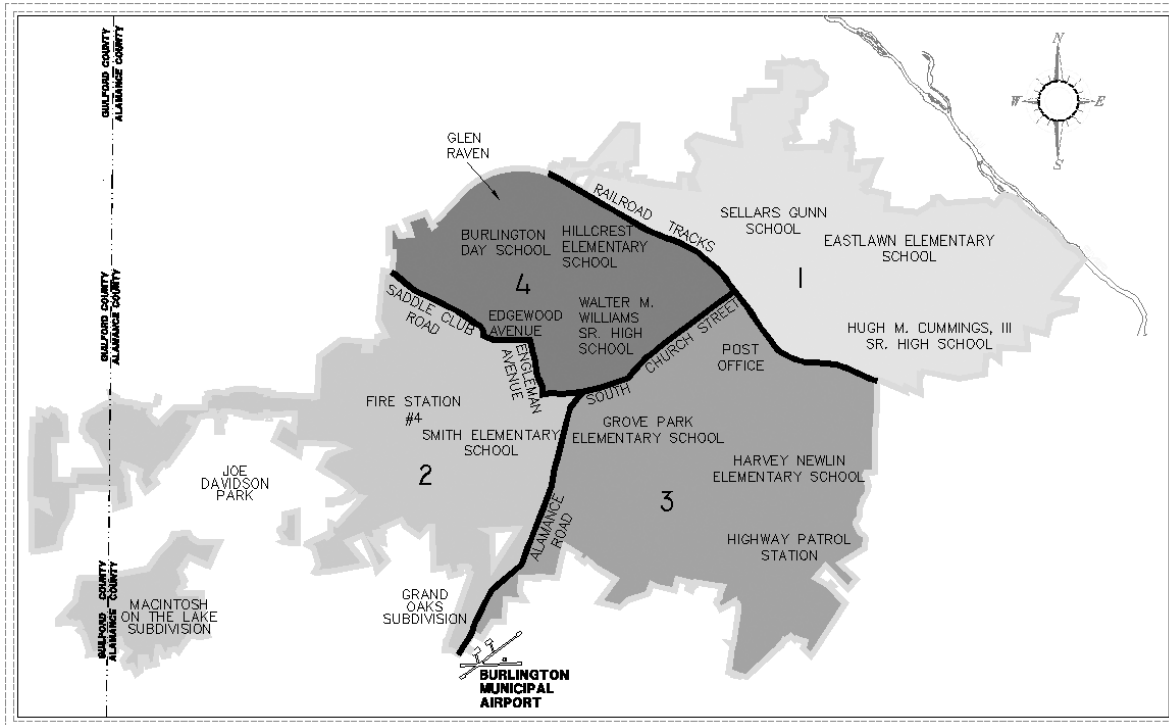 GUILFORD COUNTY
ALAMANCE COUNTY
N
W
E
S
GLEN
RAVEN
RAILROAD TRACKS
SELLARS GUNN
SCHOOL
EASTLAWN ELEMENTARY
SCHOOL
BURLINGTON
DAY SCHOOL
HILLCREST
ELEMENTARY
SCHOOL
GUILFORD COUNTY
ALAMANCE COUNTY
4
1
SADDLE CLUB
ROAD
EDGEWOOD
AVENUE
WALTER M.
WILLIAMS
SR. HIGH
SCHOOL
HUGH M. CUMMINGS, III
SR. HIGH SCHOOL
ENGLEMAN
AVENUE
SOUTH CHURCH STREET
POST
OFFICE
FIRE STATION
#4
SMITH ELEMENTARY
SCHOOL
GROVE PARK
ELEMENTARY SCHOOL
JOE
DAVIDSON
PARK
2
HARVEY NEWLIN
ELEMENTARY SCHOOL
3
ALAMANCE
ROAD
HIGHWAY PATROL
STATION
GUILFORD COUNTY
ALAMANCE COUNTY
MACINTOSH
ON THE LAKE
SUBDIVISION
GRAND
OAKS
SUBDIVISION
BURLINGTON
MUNICIPAL
AIRPORT